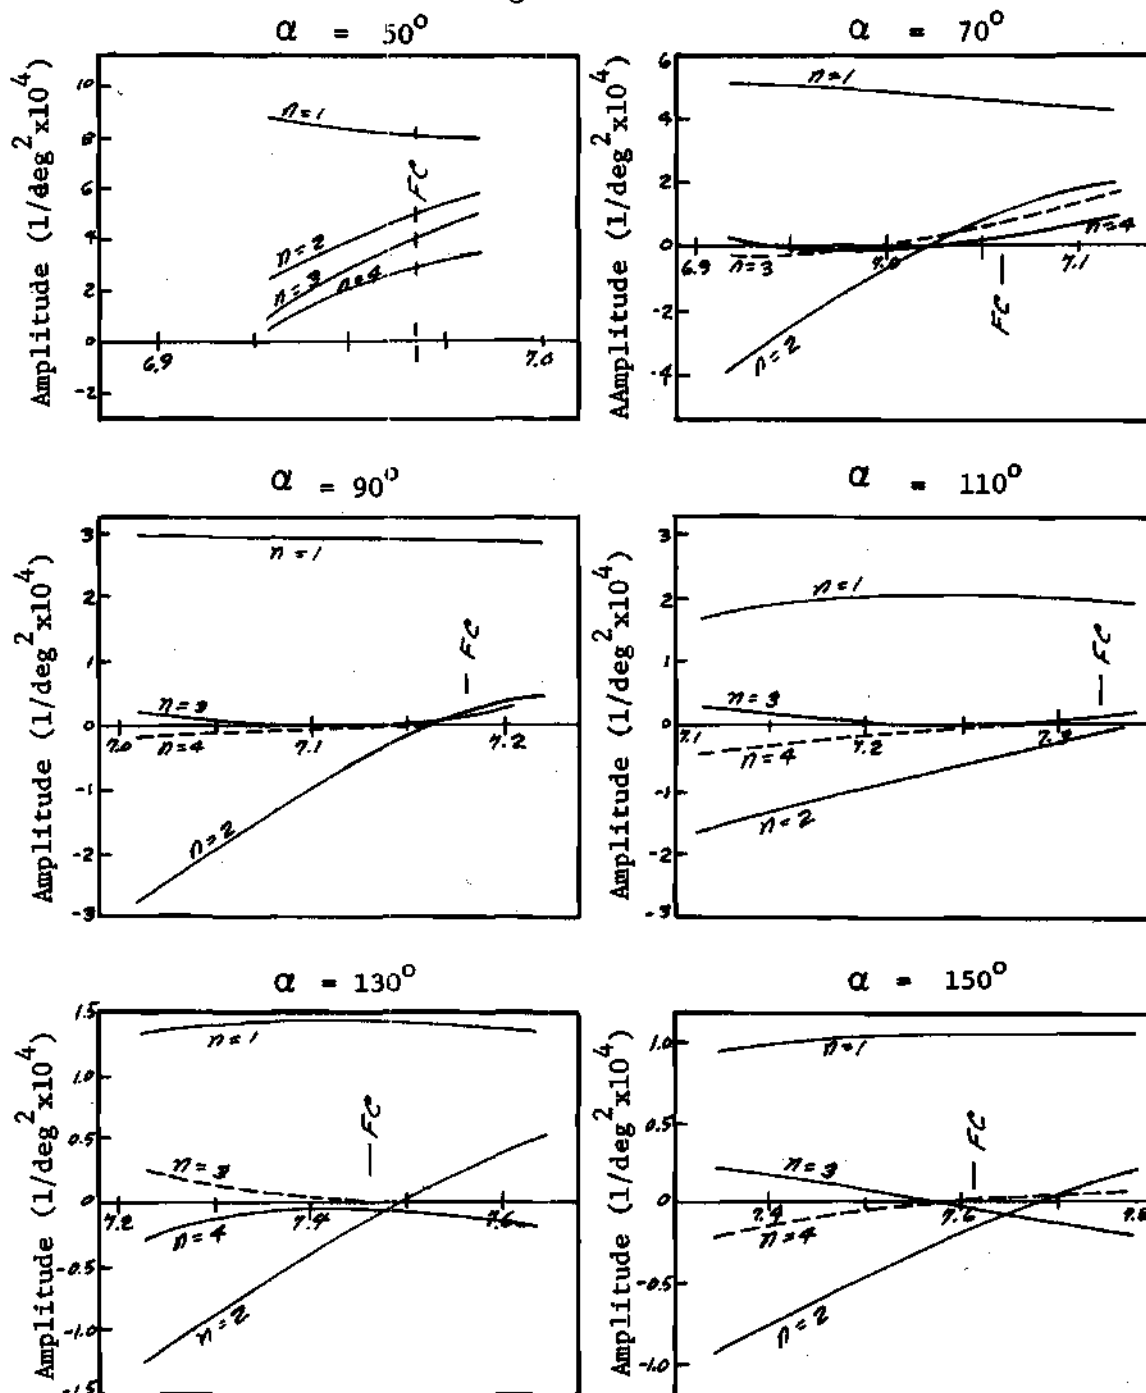 α = 50°
Amplitude (1/deg²x10⁴)
10
8
6
4
2
0
-2
n=1
n=2
n=3
n=4
FC
6.9
7.0
α = 70°
AAmplitude (1/deg²x10⁴)
6
4
2
0
-2
-4
n=1
n=4
n=3
n=2
FC
6.9
7.0
7.1
α = 90°
Amplitude (1/deg²x10⁴)
3
2
1
0
-1
-2
-3
n=1
FC
n=3
n=4
n=2
7.0
7.1
7.2
α = 110°
Amplitude (1/deg²x10⁴)
3
2
1
0
-1
-2
-3
n=1
FC
n=3
n=4
n=2
7.1
7.2
7.3
α = 130°
Amplitude (1/deg²x10⁴)
1.5
1.0
0.5
0
-0.5
-1.0
-1.5
n=1
FC
n=3
n=4
n=2
7.2
7.4
7.6
α = 150°
Amplitude (1/deg²x10⁴)
1.0
0.5
0
-0.5
-1.0
n=1
FC
n=3
n=4
n=2
7.4
7.6